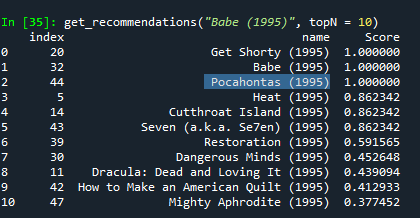 In [35]: get_recommendations("Babe (1995)", topN = 10)
index name Score
0 20 Get Shorty (1995) 1.000000
1 32 Babe (1995) 1.000000
2 44 Pocahontas (1995) 1.000000
3 5 Heat (1995) 0.862342
4 14 Cutthroat Island (1995) 0.862342
5 43 Seven (a.k.a. Se7en) (1995) 0.862342
6 39 Restoration (1995) 0.591565
7 30 Dangerous Minds (1995) 0.452648
8 11 Dracula: Dead and Loving It (1995) 0.439094
9 42 How to Make an American Quilt (1995) 0.412933
10 47 Mighty Aphrodite (1995) 0.377452